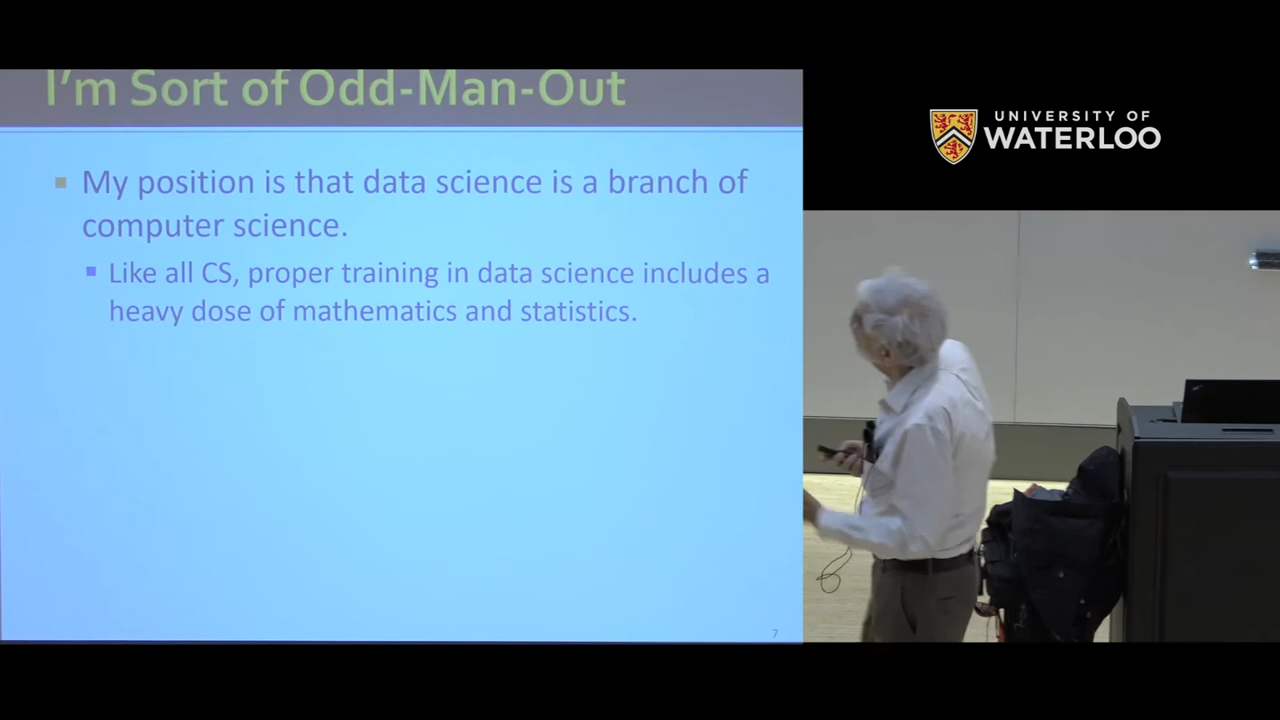 I'm Sort of Odd-Man-Out
My position is that data science is a branch of
computer science.
Like all CS, proper training in data science includes a
heavy dose of mathematics and statistics.
7
UNIVERSITY OF
WATERLOO